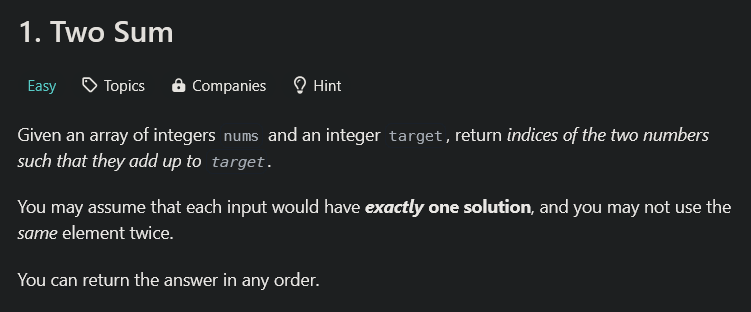 1. Two Sum
Easy Topics Companies Hint
Given an array of integers nums and an integer target, return indices of the two numbers
such that they add up to target.
You may assume that each input would have exactly one solution, and you may not use the
same element twice.
You can return the answer in any order.